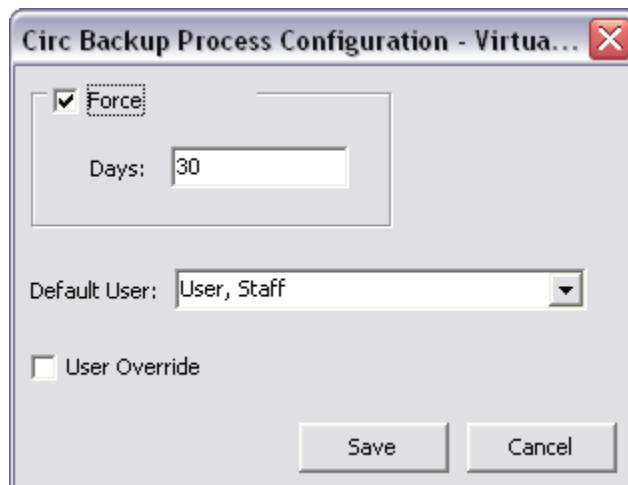 Circ Backup Process Configuration - Virtua...
Force
Days: 30
Default User: User, Staff
User Override
Save Cancel